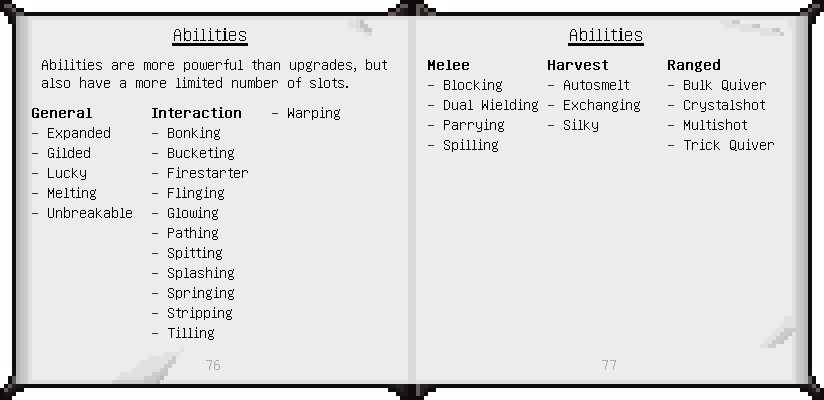 Abilities
Abilities are more powerful than upgrades, but
also have a more limited number of slots.
General
- Expanded
- Gilded
- Lucky
- Melting
- Unbreakable
Interaction
- Bonking
- Bucketing
- Firestarter
- Flinging
- Glowing
- Pathing
- Spitting
- Splashing
- Springing
- Stripping
- Tilling
- Warping
76
Abilities
Melee
- Blocking
- Dual Wielding
- Parrying
- Spilling
Harvest
- Autosmelt
- Exchanging
- Silky
Ranged
- Bulk Quiver
- Crystalshot
- Multishot
- Trick Quiver
77